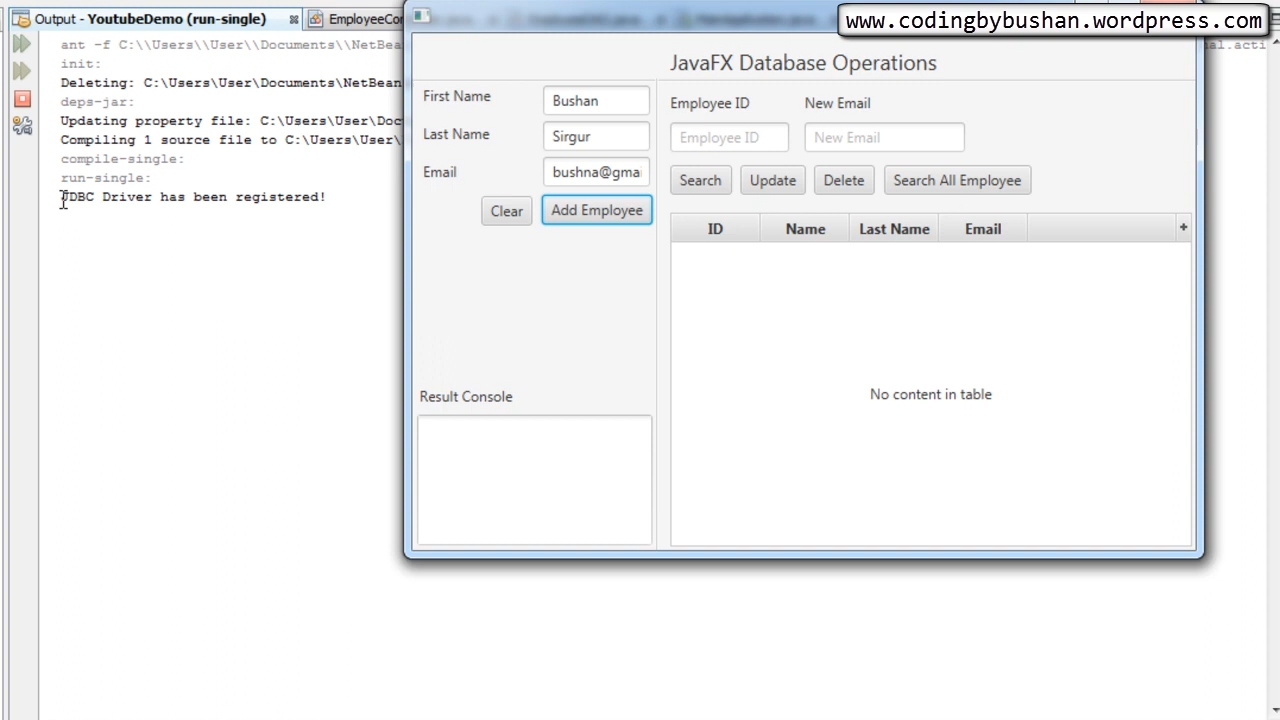 Output - YoutubeDemo (run-single)
www.codingbybushan.wordpress.com
ant -f C:\\Users\\User\\Documents\\NetBean
init:
Deleting: C:\Users\User\Documents\NetBean
deps-jar:
Updating property file: C:\Users\User\Doc
Compiling 1 source file to C:\Users\User\
compile-single:
run-single:
JDBC Driver has been registered!
JavaFX Database Operations
First Name
Bushan
Last Name
Sirgur
Email
bushna@gmai
Clear
Add Employee
Employee ID
New Email
Employee ID
New Email
Search
Update
Delete
Search All Employee
ID
Name
Last Name
Email
+
No content in table
Result Console